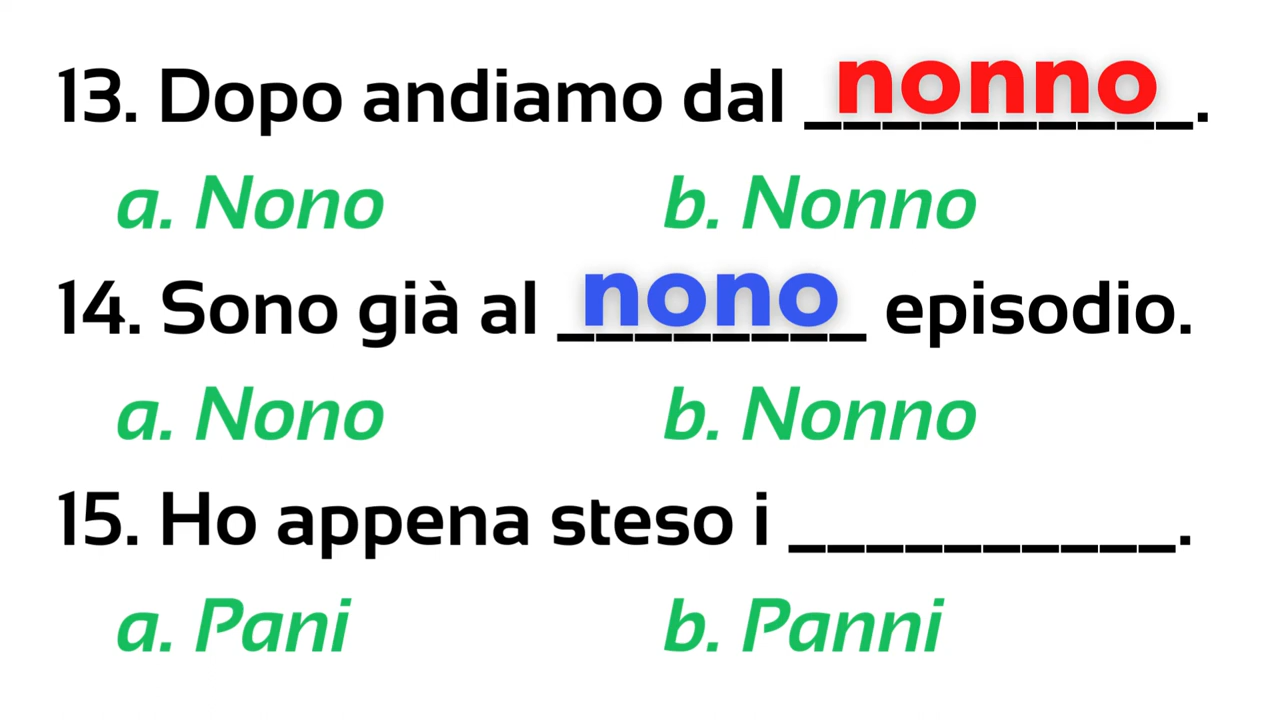 13. Dopo andiamo dal nonno.
a. Nono b. Nonno
14. Sono già al nono episodio.
a. Nono b. Nonno
15. Ho appena steso i __________.
a. Pani b. Panni